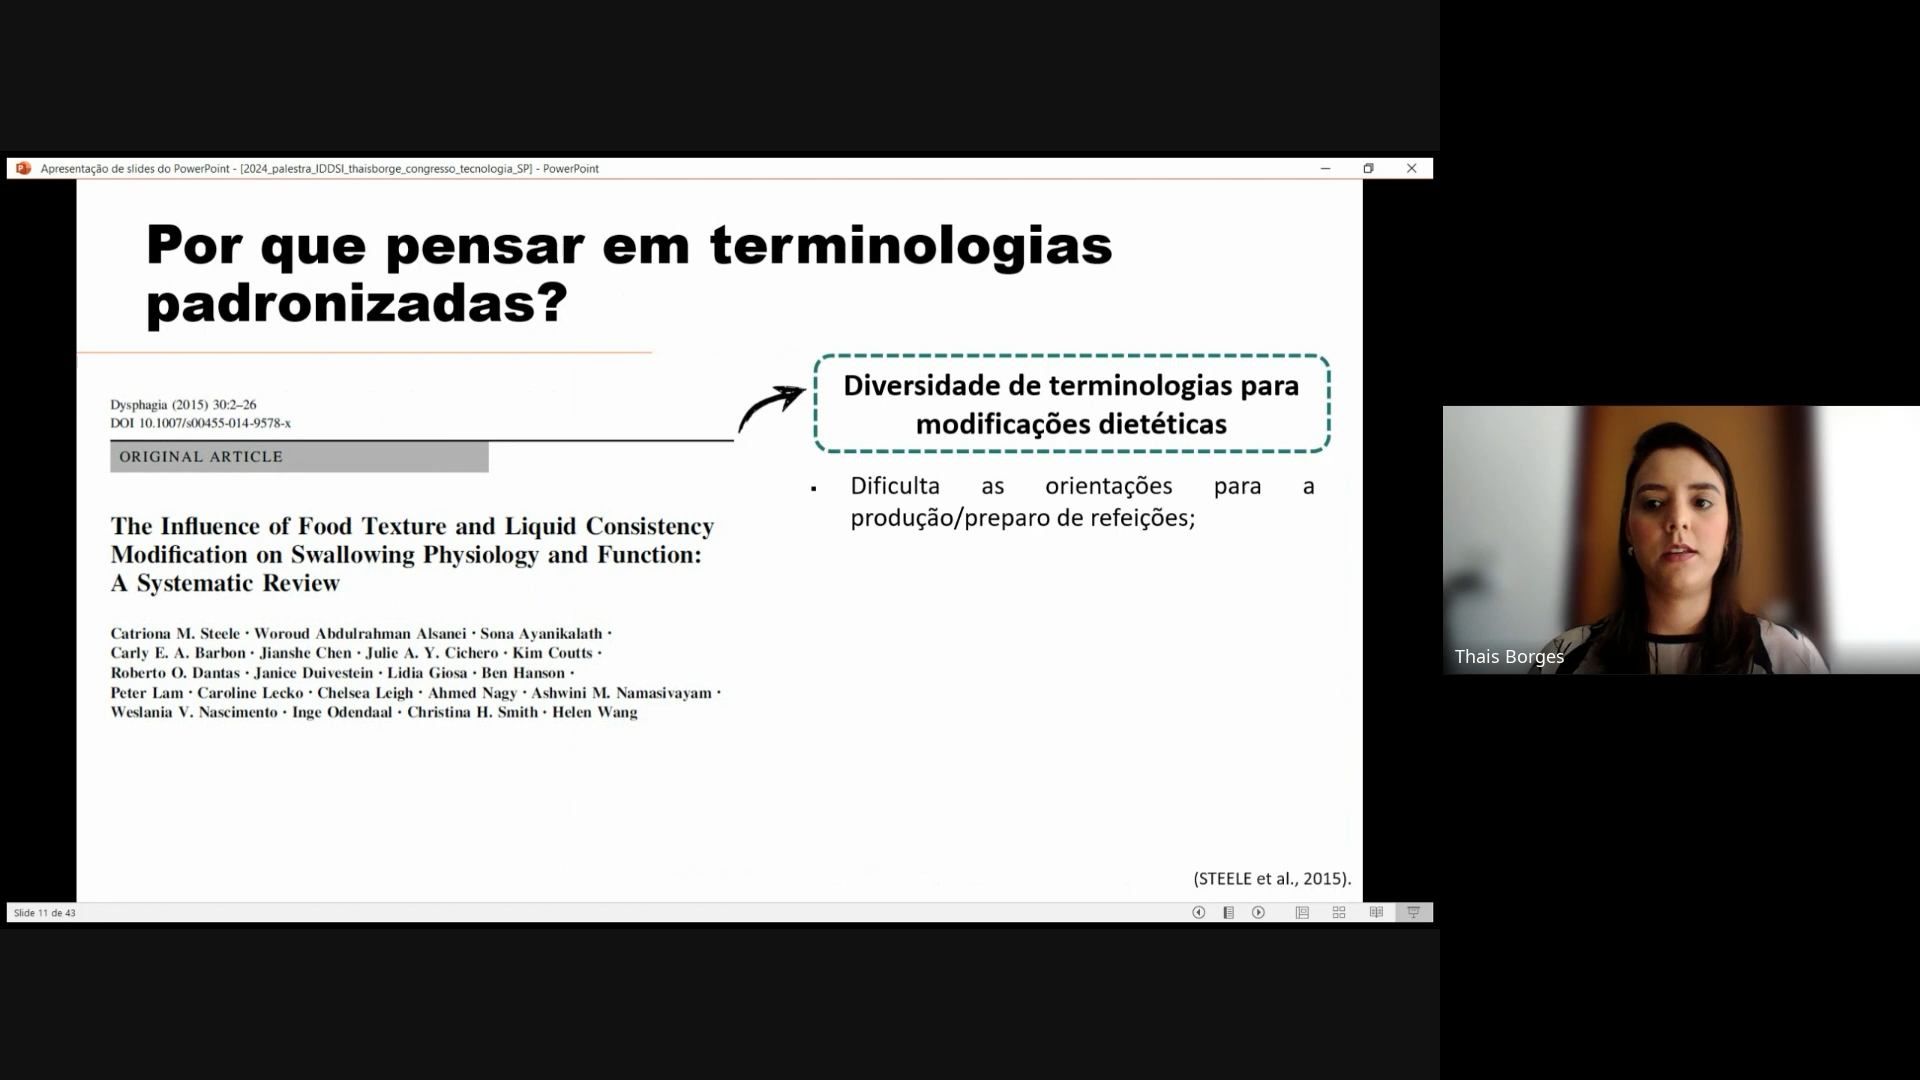 Apresentação de slides do PowerPoint - [2024_palestra_IDDSI_thaisborge_congresso_tecnologia_SP] - PowerPoint
Por que pensar em terminologias
padronizadas?
Dysphagia (2015) 30:2–26
DOI 10.1007/s00455-014-9578-x
ORIGINAL ARTICLE
The Influence of Food Texture and Liquid Consistency
Modification on Swallowing Physiology and Function:
A Systematic Review
Catriona M. Steele · Woroud Abdulrahman Alsanei · Sona Ayanikalath ·
Carly E. A. Barbon · Jianshe Chen · Julie A. Y. Cichero · Kim Coutts ·
Roberto O. Dantas · Janice Duivestein · Lidia Giosa · Ben Hanson ·
Peter Lam · Caroline Lecko · Chelsea Leigh · Ahmed Nagy · Ashwini M. Namasivayam ·
Weslania V. Nascimento · Inge Odendaal · Christina H. Smith · Helen Wang
Diversidade de terminologias para
modificações dietéticas
▪ Dificulta as orientações para a
produção/preparo de refeições;
(STEELE et al., 2015).
Slide 11 de 43
Thais Borges